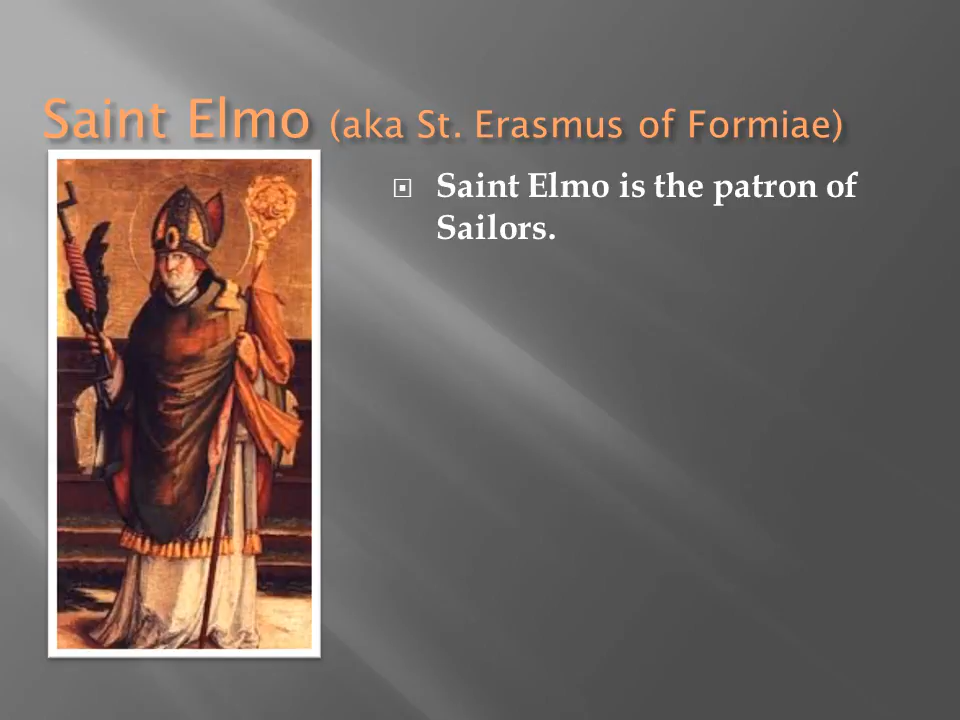 Saint Elmo (aka St. Erasmus of Formiae)
Saint Elmo is the patron of
Sailors.